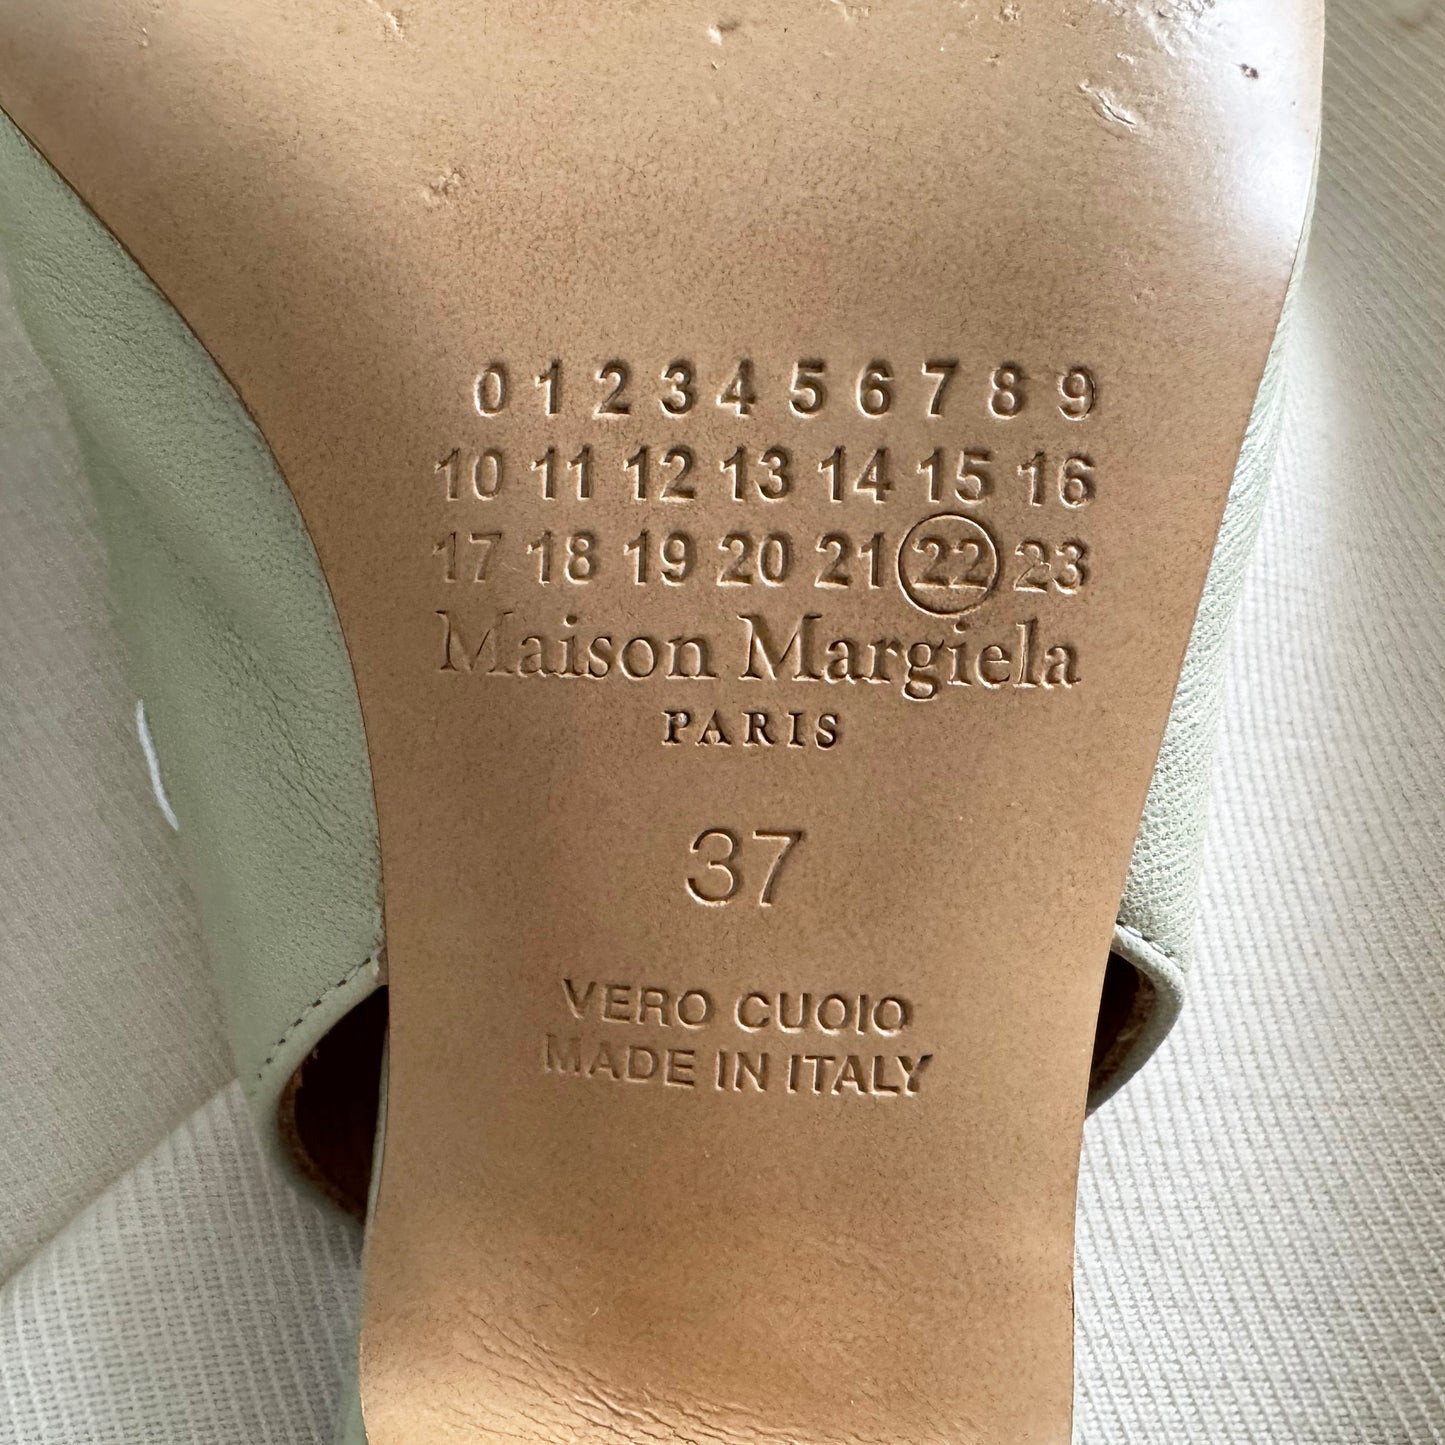 0 1 2 3 4 5 6 7 8 9
10 11 12 13 14 15 16
17 18 19 20 21 22 23
Maison Margiela
PARIS
37
VERO CUOIO
MADE IN ITALY